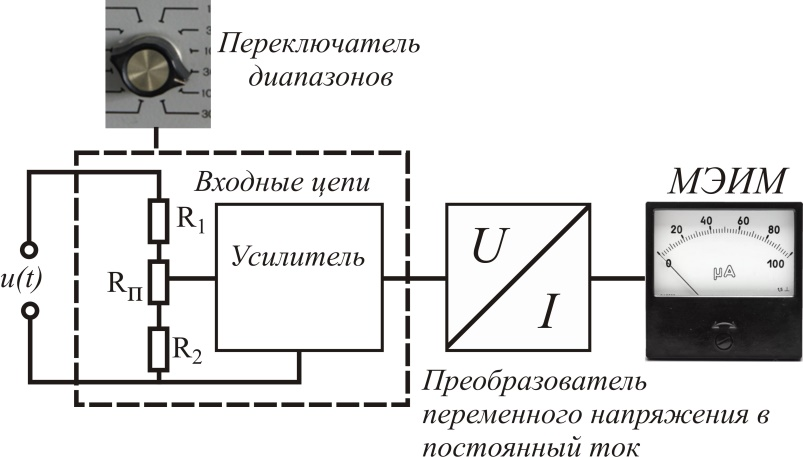 Переключатель
диапазонов
Входные цепи
МЭИМ
R1
Усилитель
U
I
u(t)
RП
R2
20 40 60 80
0 100
μA
Преобразователь
переменного напряжения в
постоянный ток